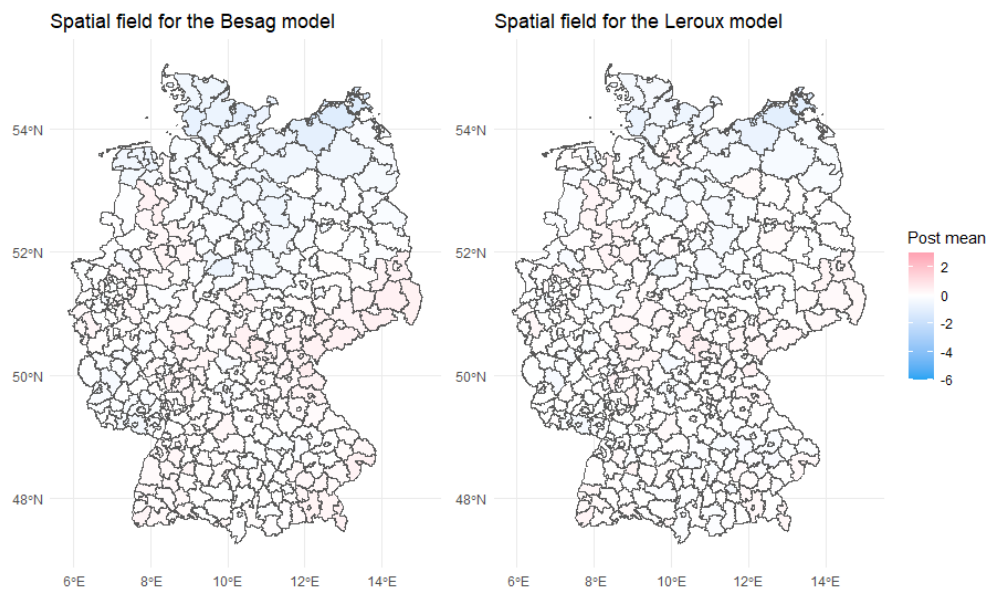 Spatial field for the Besag model
Spatial field for the Leroux model
54°N
52°N
50°N
48°N
6°E 8°E 10°E 12°E 14°E
54°N
52°N
50°N
48°N
6°E 8°E 10°E 12°E 14°E
Post mean
2
0
-2
-4
-6